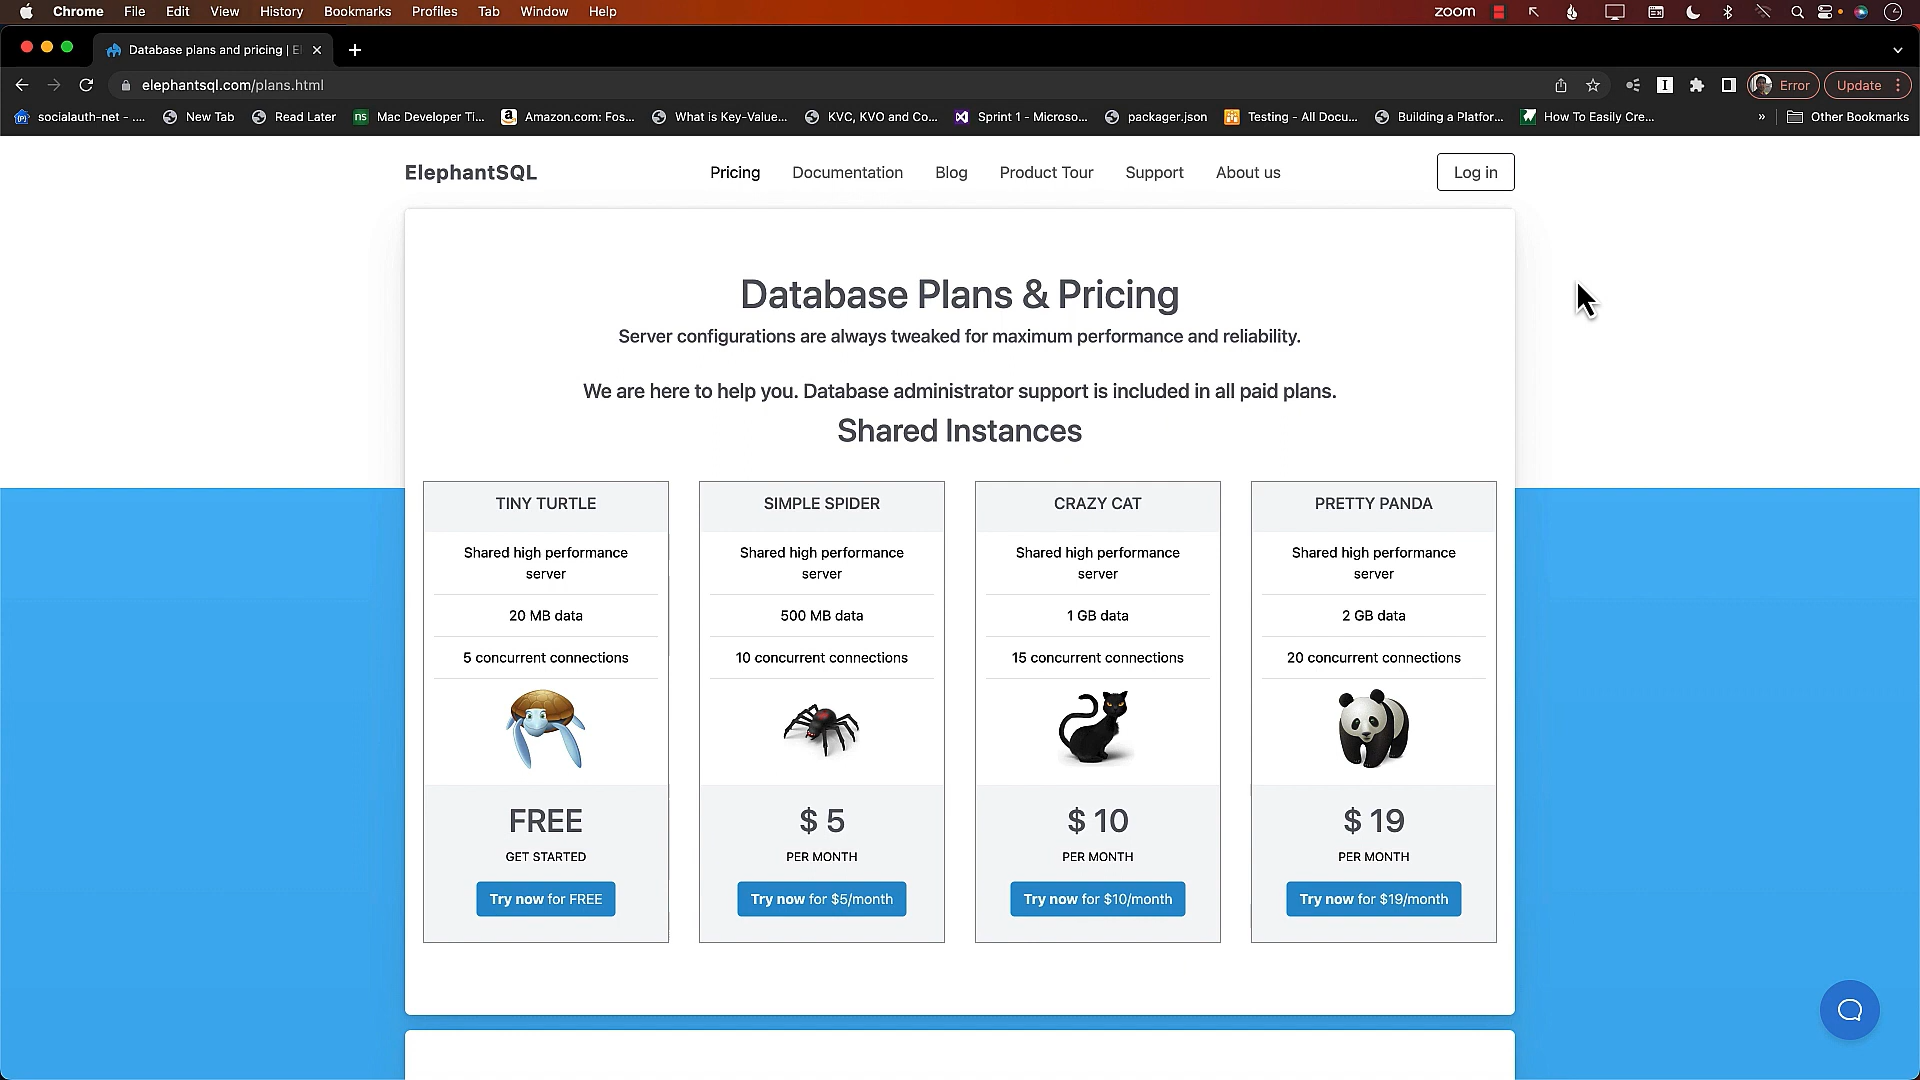 Chrome File Edit View History Bookmarks Profiles Tab Window Help zoom
Database plans and pricing | El
elephantsql.com/plans.html Error Update
socialauth-net - .... New Tab Read Later Mac Developer Ti... Amazon.com: Fos... What is Key-Value... KVC, KVO and Co... Sprint 1 - Microso... packager.json Testing - All Docu... Building a Platfor... How To Easily Cre... » Other Bookmarks
ElephantSQL Pricing Documentation Blog Product Tour Support About us Log in
Database Plans & Pricing
Server configurations are always tweaked for maximum performance and reliability.
We are here to help you. Database administrator support is included in all paid plans.
Shared Instances
TINY TURTLE
Shared high performance
server
20 MB data
5 concurrent connections
FREE
GET STARTED
Try now for FREE
SIMPLE SPIDER
Shared high performance
server
500 MB data
10 concurrent connections
$ 5
PER MONTH
Try now for $5/month
CRAZY CAT
Shared high performance
server
1 GB data
15 concurrent connections
$ 10
PER MONTH
Try now for $10/month
PRETTY PANDA
Shared high performance
server
2 GB data
20 concurrent connections
$ 19
PER MONTH
Try now for $19/month